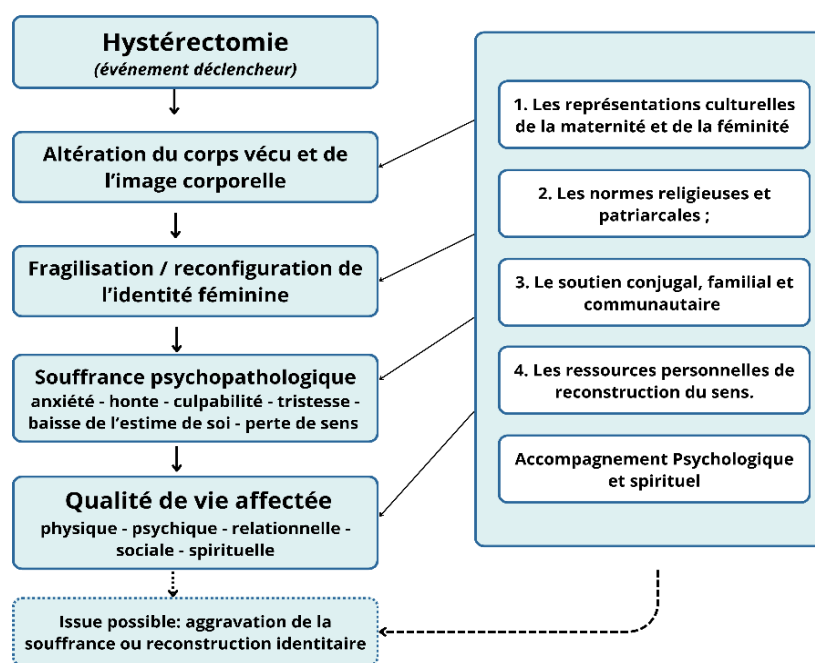 Hystérectomie
(événement déclencheur)
Altération du corps vécu et de
l'image corporelle
Fragilisation / reconfiguration de
l'identité féminine
Souffrance psychopathologique
anxiété - honte - culpabilité - tristesse -
baisse de l'estime de soi - perte de sens
Qualité de vie affectée
physique - psychique - relationnelle -
sociale - spirituelle
Issue possible: aggravation de la
souffrance ou reconstruction identitaire
1. Les représentations culturelles
de la maternité et de la féminité
2. Les normes religieuses et
patriarcales ;
3. Le soutien conjugal, familial et
communautaire
4. Les ressources personnelles de
reconstruction du sens.
Accompagnement Psychologique
et spirituel